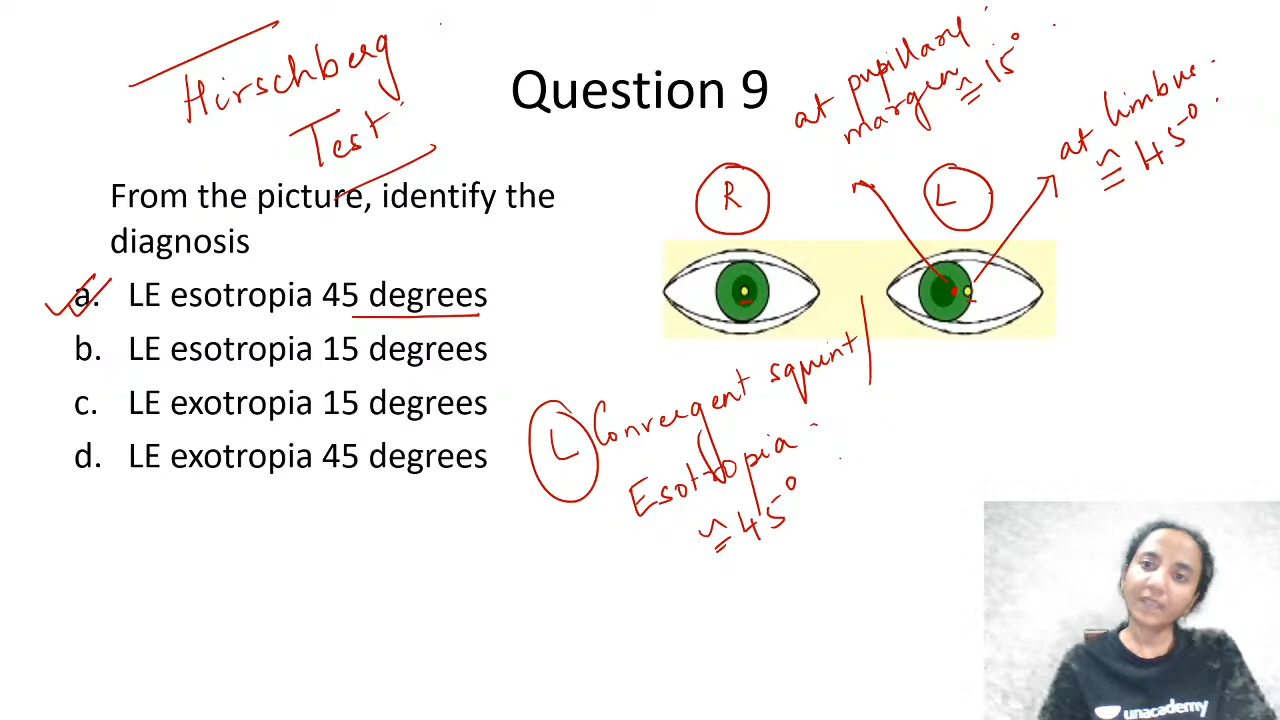 Hirschberg
Test
Question 9
at pupillary
margin ≅ 15°
at limbus
≅ 45°
From the picture, identify the
diagnosis
R
L
a. LE esotropia 45 degrees
b. LE esotropia 15 degrees
c. LE exotropia 15 degrees
d. LE exotropia 45 degrees
L Convergent squint/
Esotropia
≅ 45°
unacademy